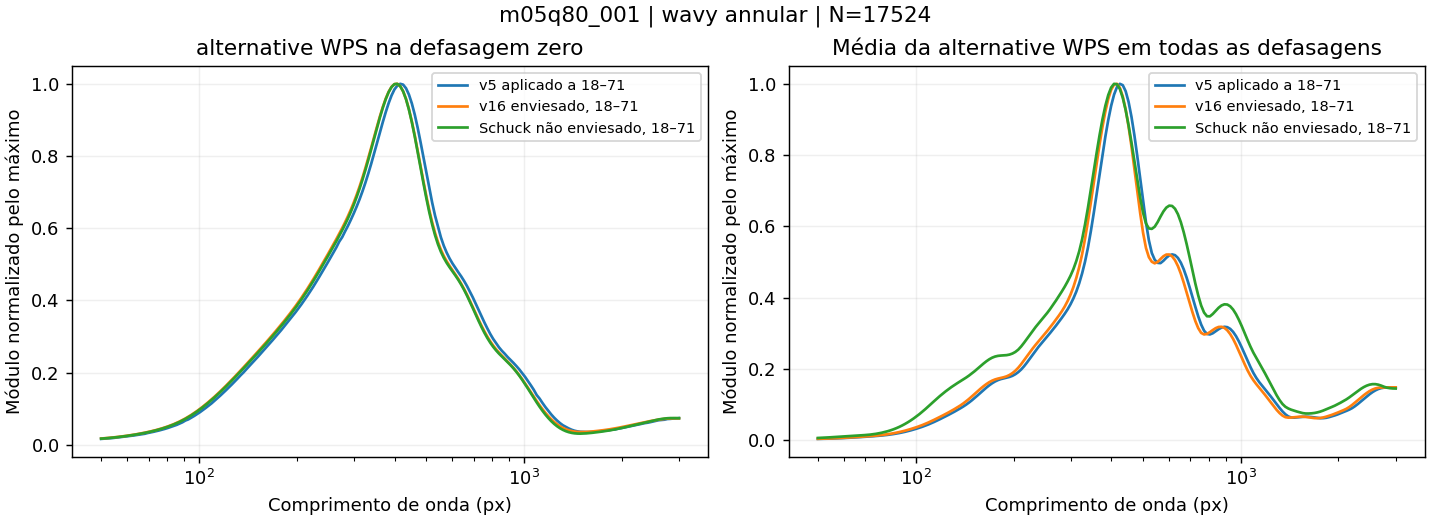 m05q80_001 | wavy annular | N=17524
alternative WPS na defasagem zero
Módulo normalizado pelo máximo
1.0
0.8
0.6
0.4
0.2
0.0
v5 aplicado a 18–71
v16 enviesado, 18–71
Schuck não enviesado, 18–71
10²
10³
Comprimento de onda (px)
Média da alternative WPS em todas as defasagens
Módulo normalizado pelo máximo
1.0
0.8
0.6
0.4
0.2
0.0
v5 aplicado a 18–71
v16 enviesado, 18–71
Schuck não enviesado, 18–71
10²
10³
Comprimento de onda (px)